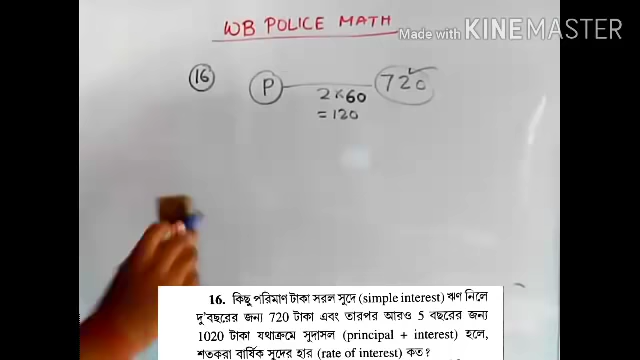 WB POLICE MATH
Made with KINEMASTER
16
P
2×60
=120
720
16. কিছু পরিমাণ টাকা সরল সুদে (simple interest) ঋণ নিলে
দু'বছরের জন্য 720 টাকা এবং তারপর আরও 5 বছরের জন্য
1020 টাকা যথাক্রমে সুদাসল (principal + interest) হলে,
শতকরা বার্ষিক সুদের হার (rate of interest) কত?